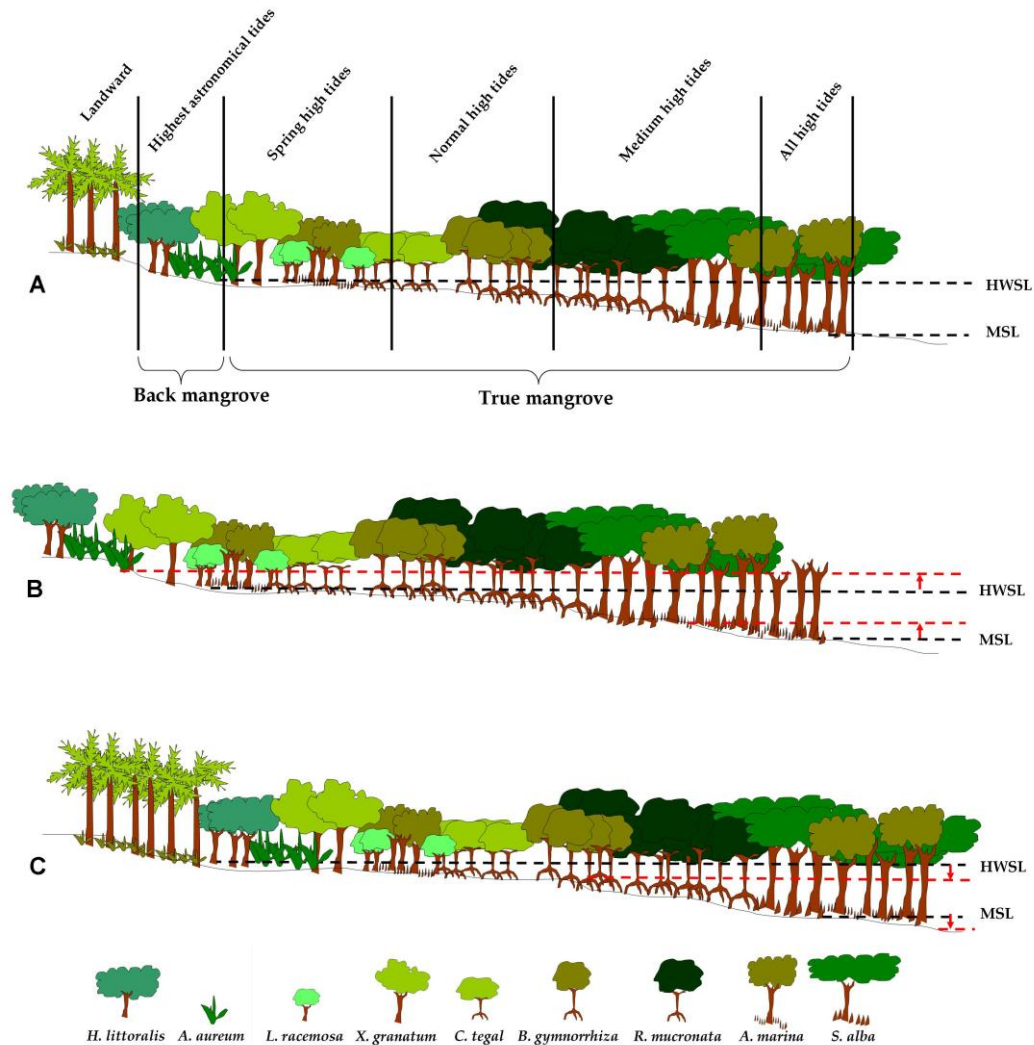 Landward
Highest astronomical tides
Spring high tides
Normal high tides
Medium high tides
All high tides
A
HWSL
MSL
Back mangrove
True mangrove
B
HWSL
MSL
C
HWSL
MSL
H. littoralis A. aureum L. racemosa X. granatum C. tegal B. gymnorrhiza R. mucronata A. marina S. alba